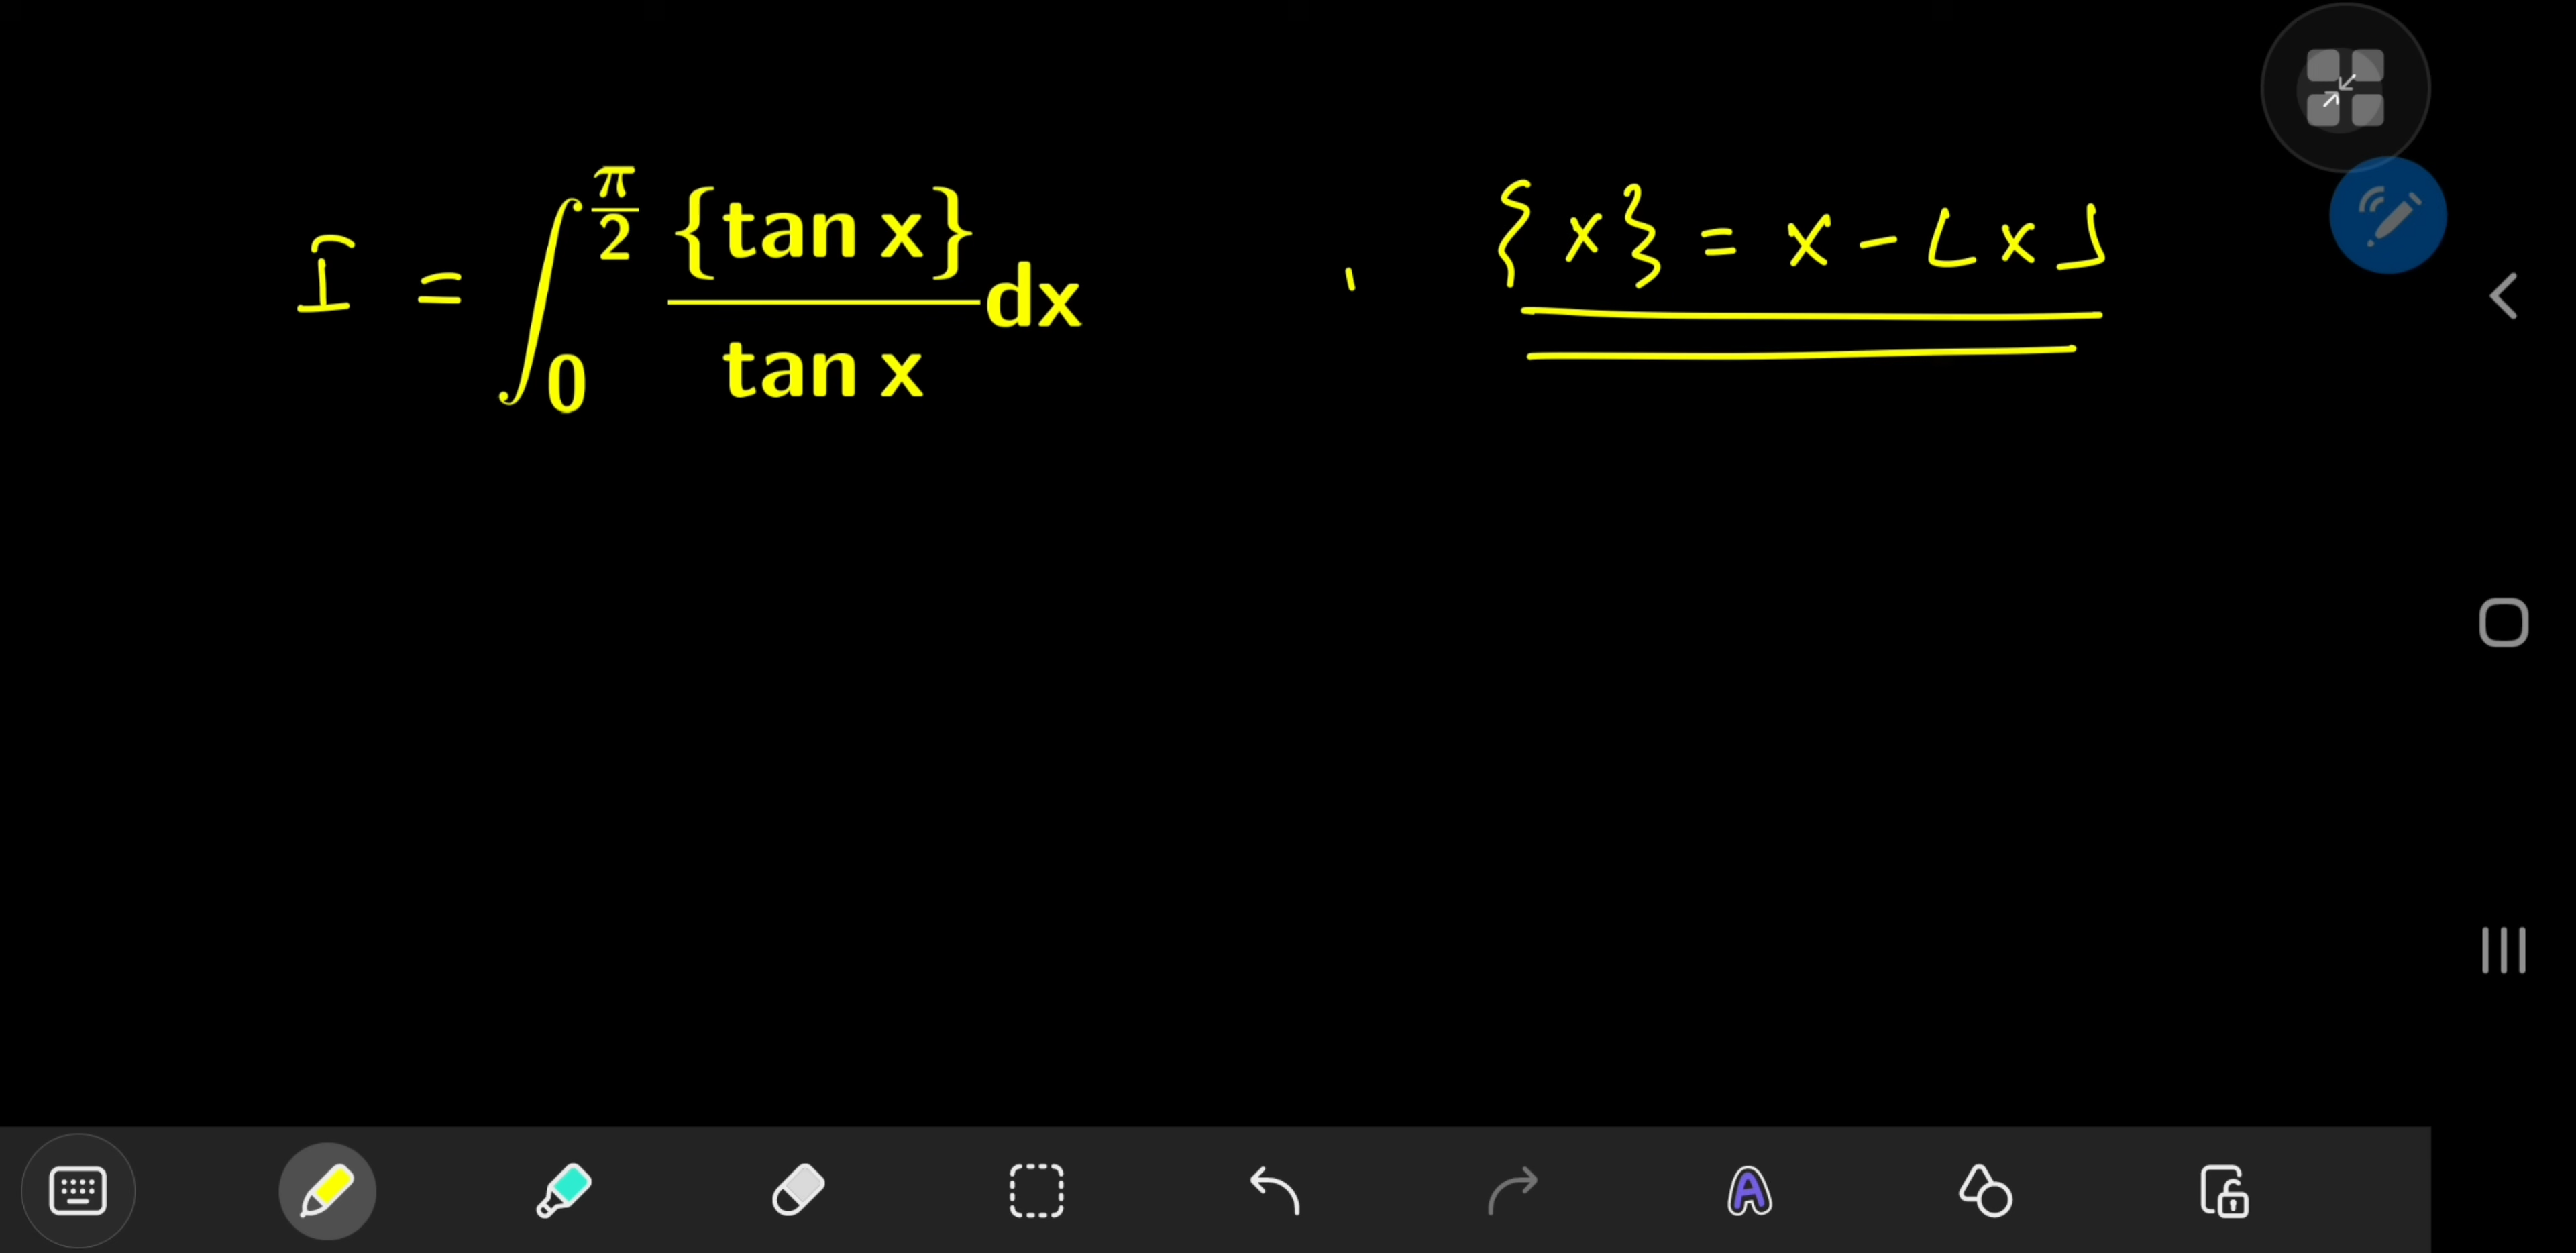 I = ∫₀^(π/2) {tan x}/tan x dx , {x} = x - ⌊x⌋